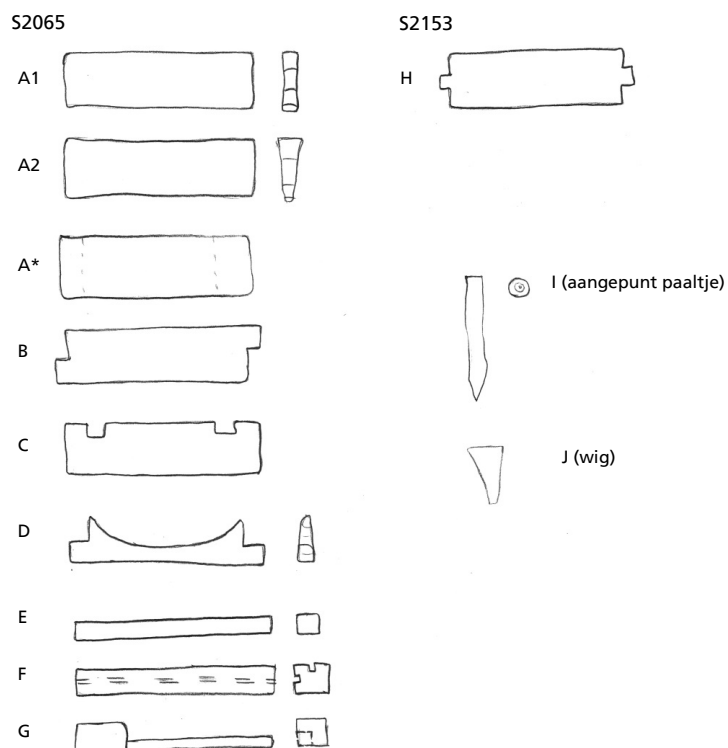 S2065
A1
A2
A*
B
C
D
E
F
G
S2153
H
I (aangepunt paaltje)
J (wig)